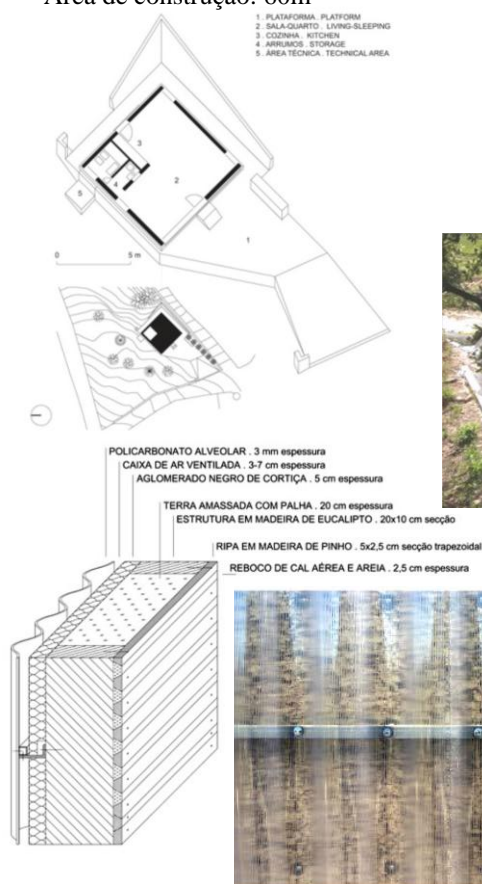 Área de construção: 60m²
1 . PLATAFORMA . PLATFORM
2 . SALA-QUARTO . LIVING-SLEEPING
3 . COZINHA . KITCHEN
4 . ARRUMOS . STORAGE
5 . ÁREA TÉCNICA . TECHNICAL AREA
3
2
4
5
1
0 5 m
POLICARBONATO ALVEOLAR . 3 mm espessura
CAIXA DE AR VENTILADA . 3-7 cm espessura
AGLOMERADO NEGRO DE CORTIÇA . 5 cm espessura
TERRA AMASSADA COM PALHA . 20 cm espessura
ESTRUTURA EM MADEIRA DE EUCALIPTO . 20x10 cm secção
RIPA EM MADEIRA DE PINHO . 5x2,5 cm secção trapezoidal
REBOCO DE CAL AÉREA E AREIA . 2,5 cm espessura